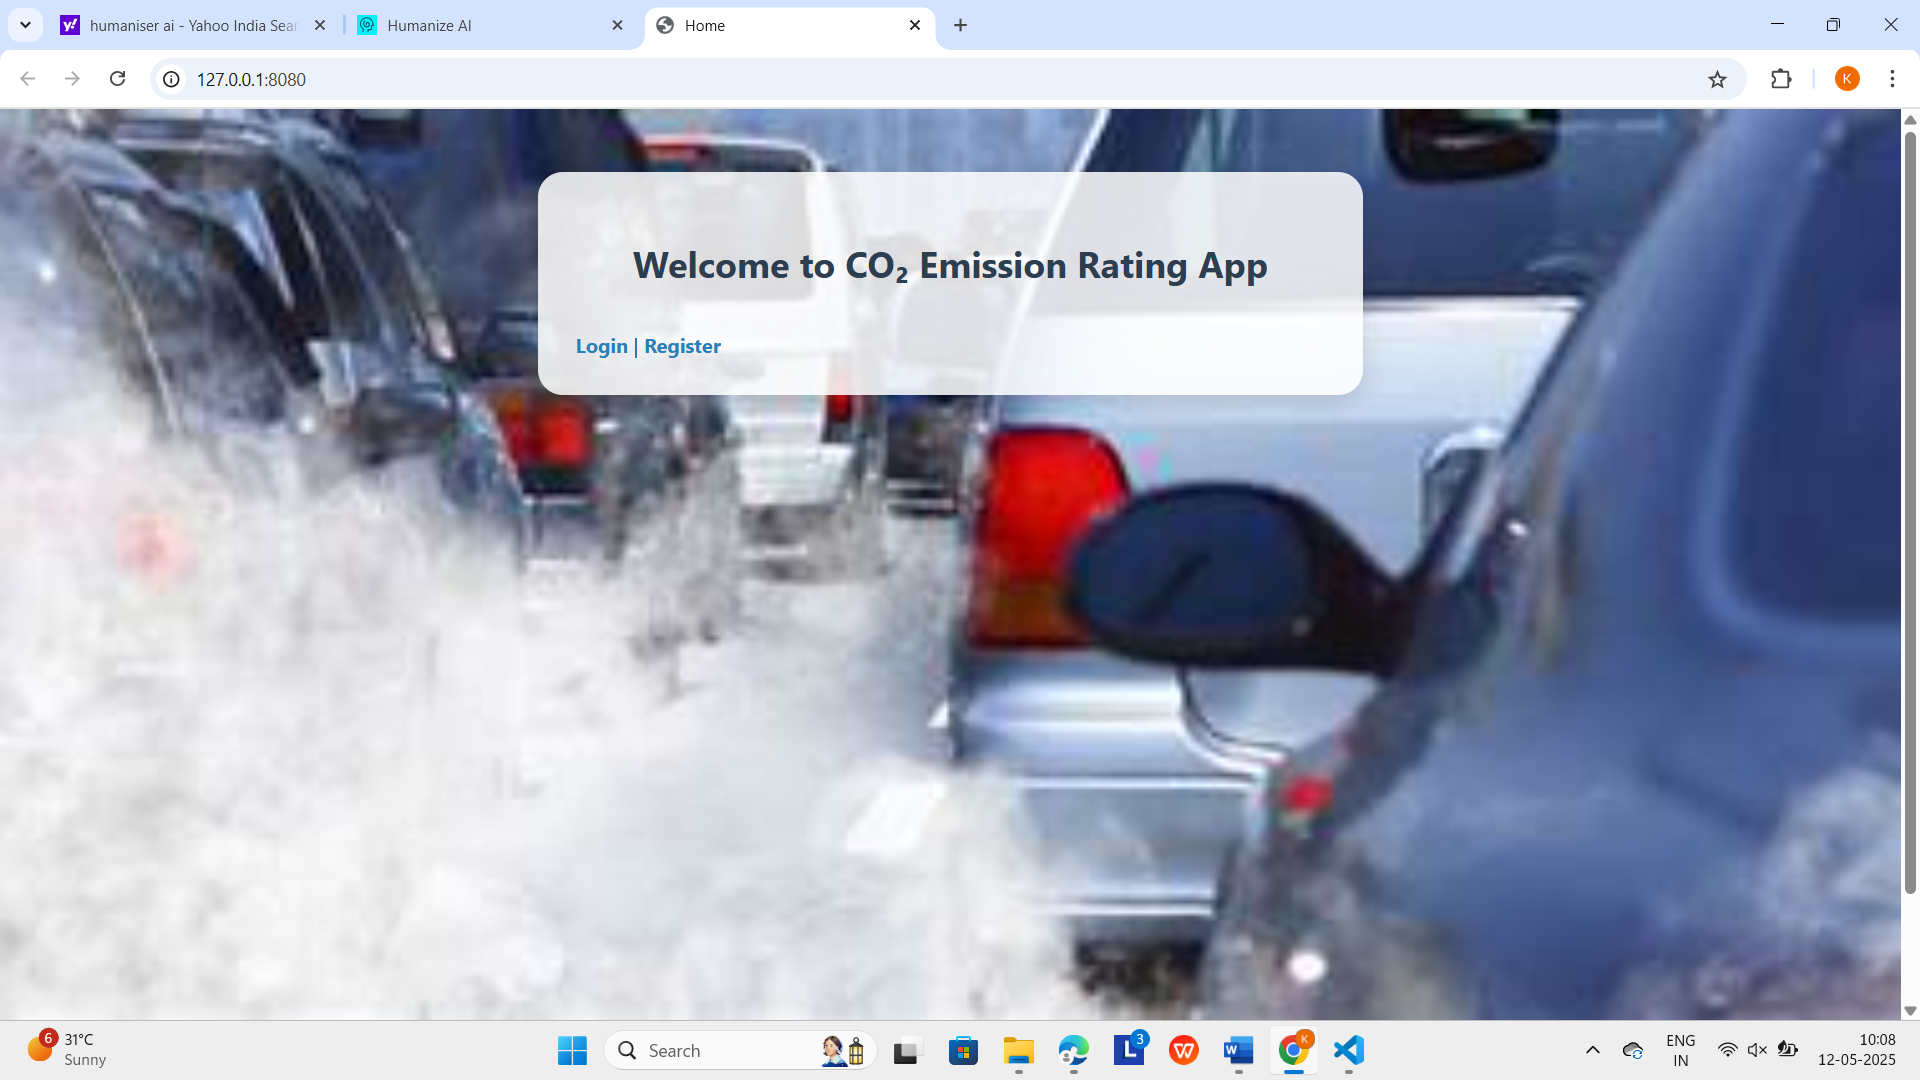 humaniser ai - Yahoo India Sear
Humanize AI
Home
127.0.0.1:8080
K
Welcome to CO₂ Emission Rating App
Login | Register
6
31°C
Sunny
Search
3
K
ENG
IN
10:08
12-05-2025